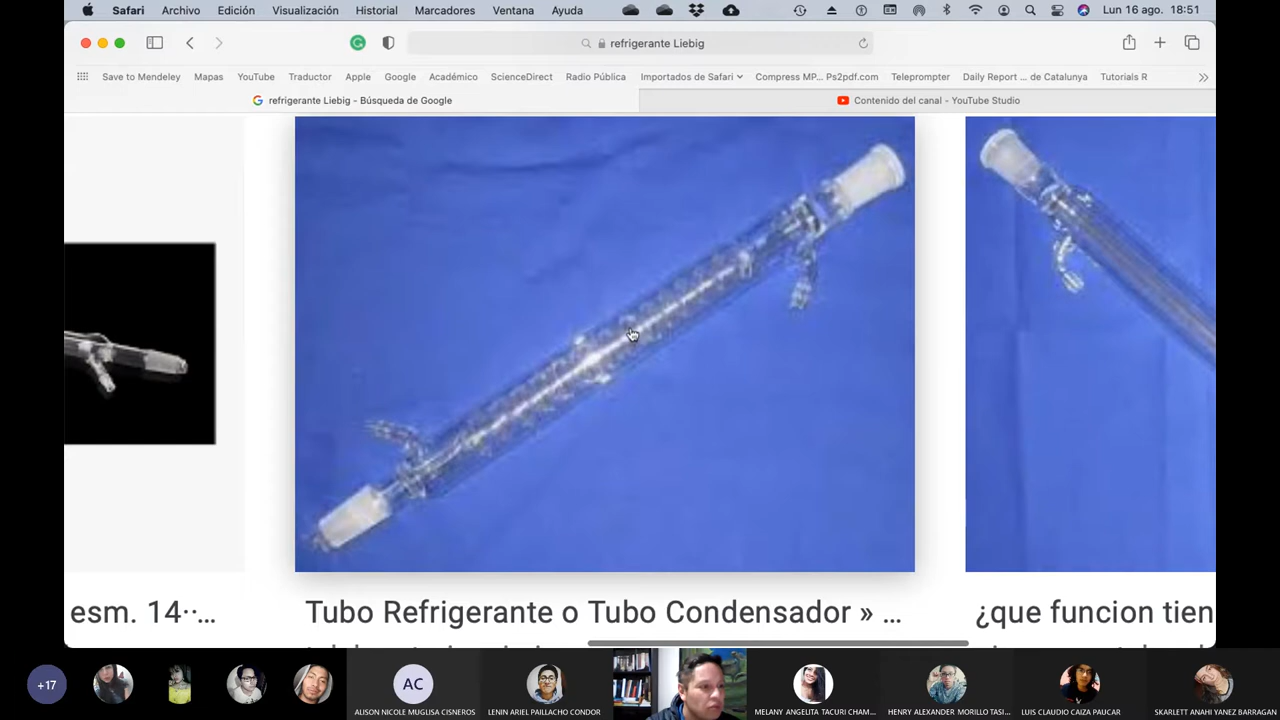 Safari Archivo Edición Visualización Historial Marcadores Ventana Ayuda Lun 16 ago. 18:51
refrigerante Liebig
Save to Mendeley Mapas YouTube Traductor Apple Google Académico ScienceDirect Radio Pública Importados de Safari Compress MP... Ps2pdf.com Teleprompter Daily Report ... de Catalunya Tutorials R
refrigerante Liebig - Búsqueda de Google Contenido del canal - YouTube Studio
esm. 14··... Tubo Refrigerante o Tubo Condensador » ... ¿que funcion tien
+17 AC
ALISON NICOLE MUGLISA CISNEROS LENIN ARIEL PAILLACHO CONDOR MELANY ANGELITA TACURI CHAM... HENRY ALEXANDER MORILLO TASI... LUIS CLAUDIO CAIZA PAUCAR SKARLETT ANAHI YANEZ BARRAGAN